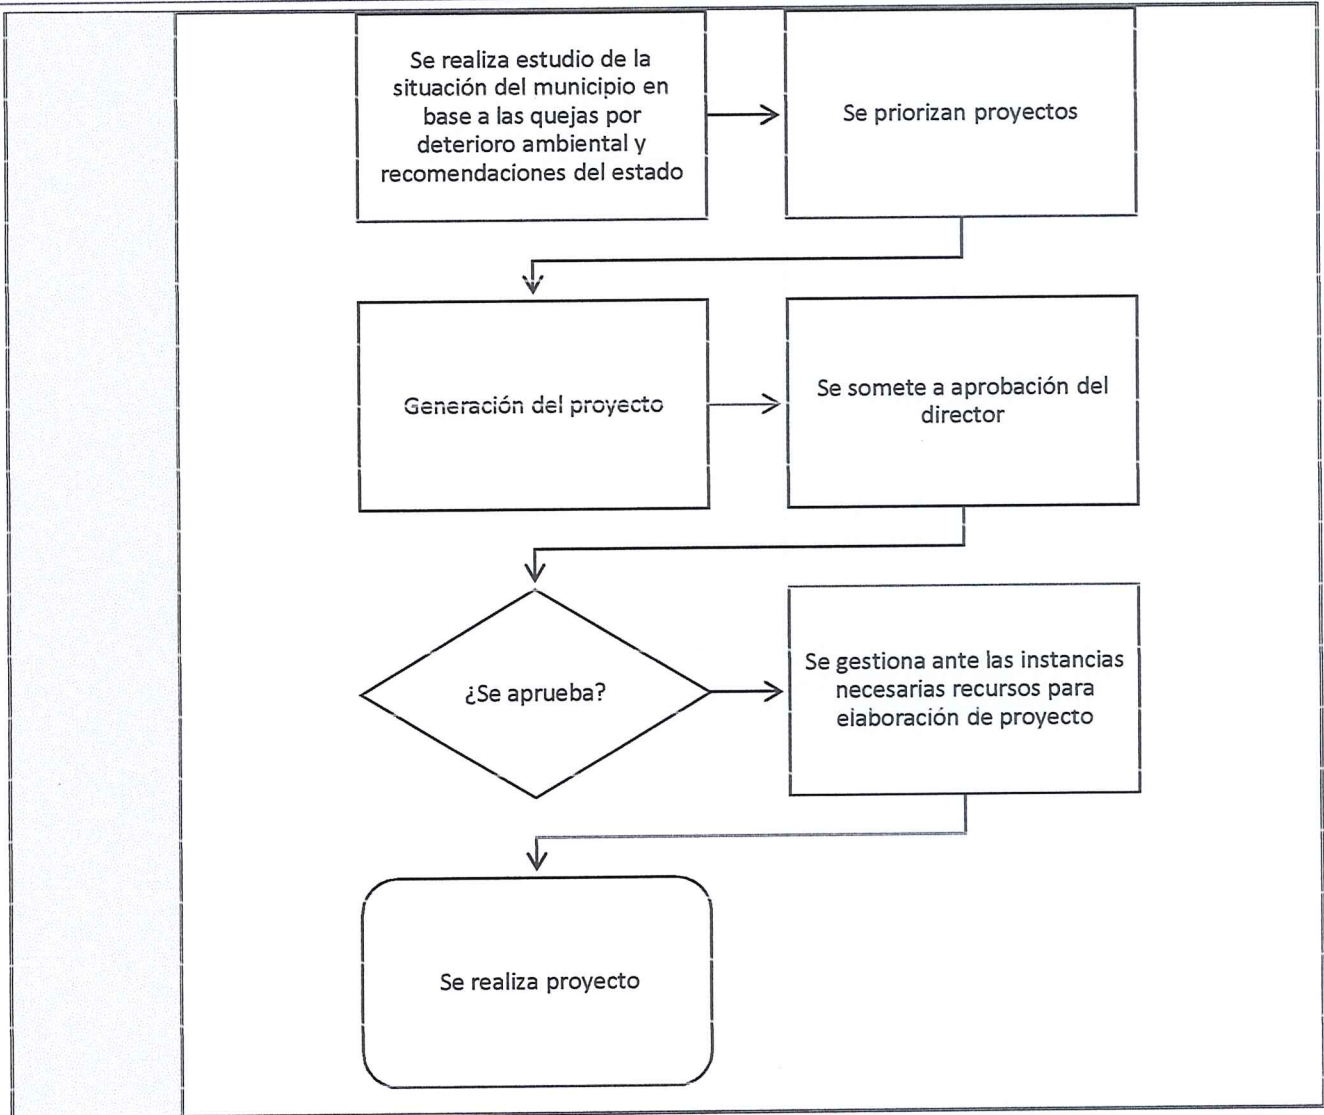 Se realiza estudio de la
situación del municipio en
base a las quejas por
deterioro ambiental y
recomendaciones del estado
Se priorizan proyectos
Generación del proyecto
Se somete a aprobación del
director
¿Se aprueba?
Se gestiona ante las instancias
necesarias recursos para
elaboración de proyecto
Se realiza proyecto